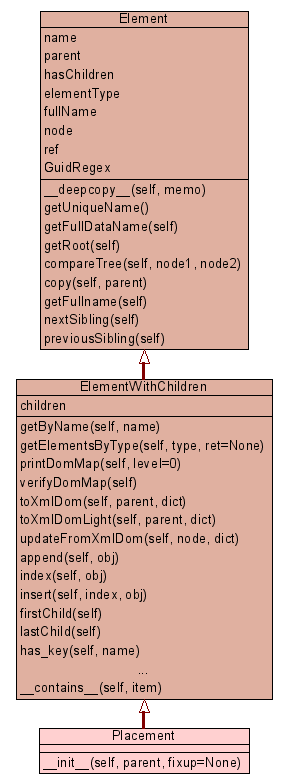 Element
name
parent
hasChildren
elementType
fullName
node
ref
GuidRegex
__deepcopy__(self, memo)
getUniqueName()
getFullDataName(self)
getRoot(self)
compareTree(self, node1, node2)
copy(self, parent)
getFullname(self)
nextSibling(self)
previousSibling(self)
ElementWithChildren
children
getByName(self, name)
getElementsByType(self, type, ret=None)
printDomMap(self, level=0)
verifyDomMap(self)
toXmlDom(self, parent, dict)
toXmlDomLight(self, parent, dict)
updateFromXmlDom(self, node, dict)
append(self, obj)
index(self, obj)
insert(self, index, obj)
firstChild(self)
lastChild(self)
has_key(self, name)
...
__contains__(self, item)
Placement
__init__(self, parent, fixup=None)